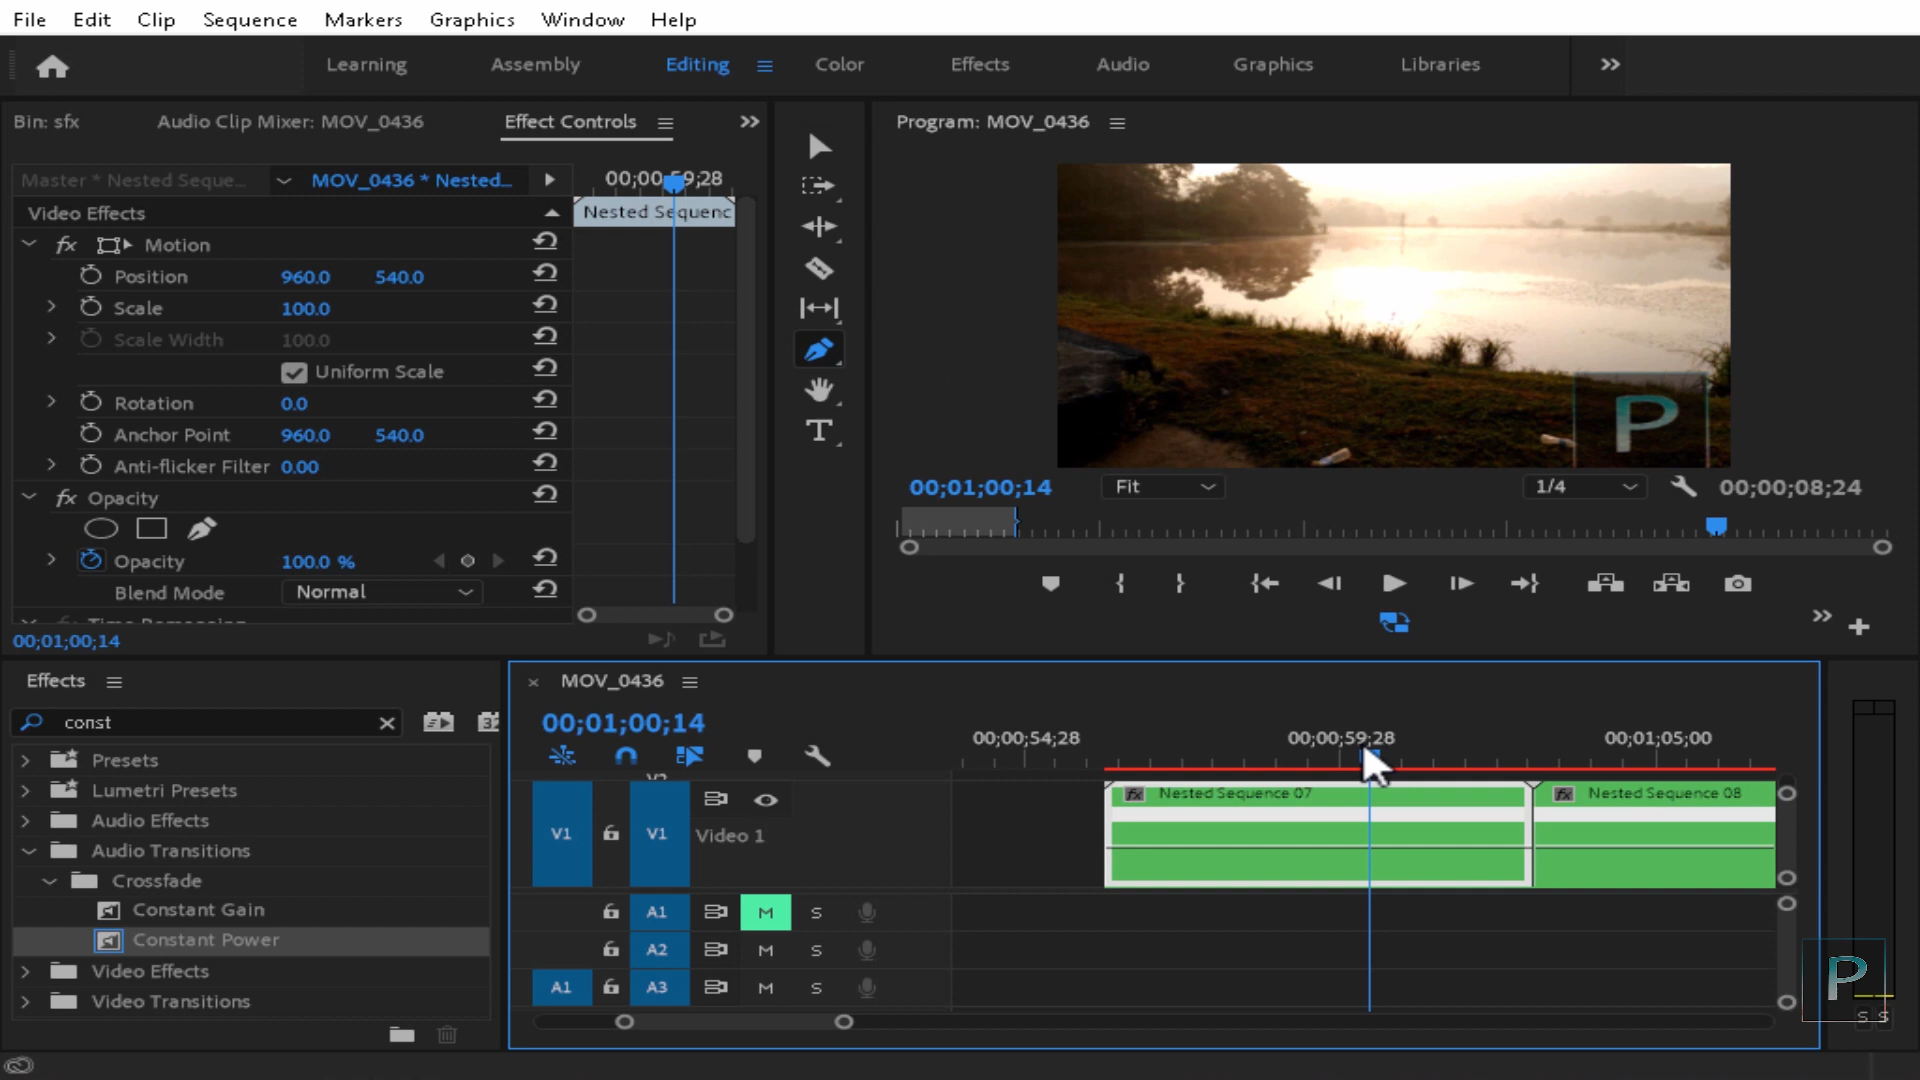 File Edit Clip Sequence Markers Graphics Window Help
Learning Assembly Editing Color Effects Audio Graphics Libraries
Bin: sfx Audio Clip Mixer: MOV_0436 Effect Controls
Program: MOV_0436
Master * Nested Seque... MOV_0436 * Nested... 00;00;59;28
Video Effects Nested Sequenc
fx Motion
Position 960.0 540.0
Scale 100.0
Scale Width 100.0
Uniform Scale
Rotation 0.0
Anchor Point 960.0 540.0
Anti-flicker Filter 0.00
fx Opacity
Opacity 100.0 %
Blend Mode Normal
00;01;00;14
P
00;01;00;14 Fit 1/4 00;00;08;24
Effects
const
Presets
Lumetri Presets
Audio Effects
Audio Transitions
Crossfade
Constant Gain
Constant Power
Video Effects
Video Transitions
MOV_0436
00;01;00;14
00;00;54;28 00;00;59;28 00;01;05;00
fx Nested Sequence 07 fx Nested Sequence 08
V1 V1 Video 1
A1 M S
A2 M S
A1 A3 M S
P
S S